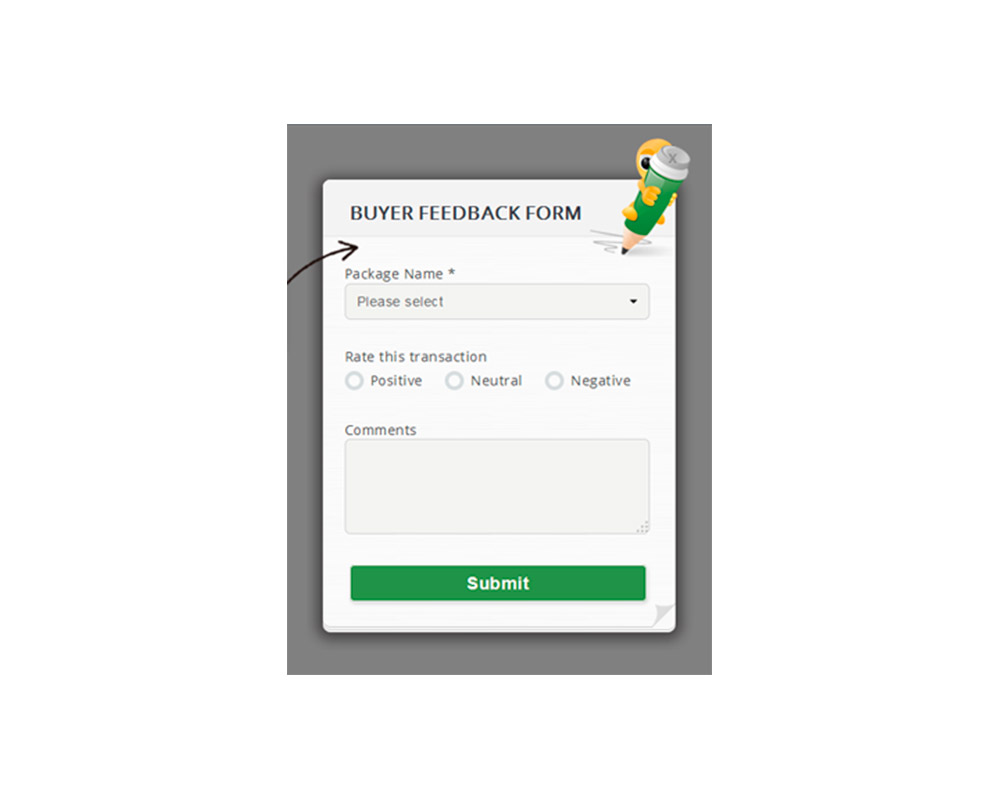 BUYER FEEDBACK FORM
Package Name *
Please select
Rate this transaction
Positive Neutral Negative
Comments
Submit